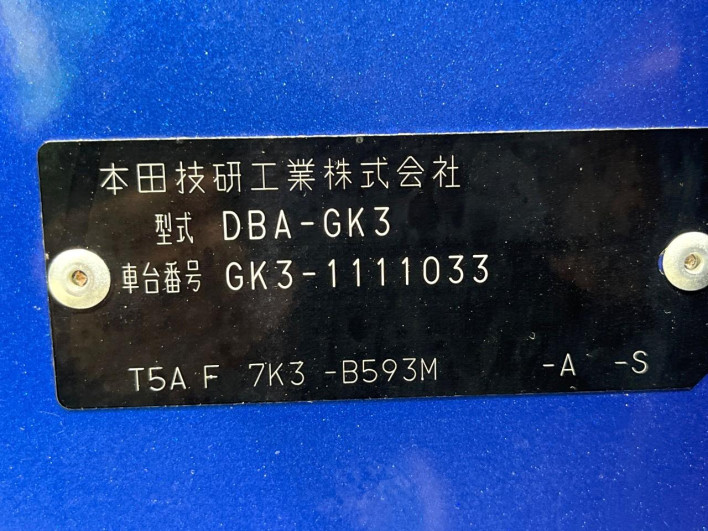 本田技研工業株式会社
型式 DBA-GK3
車台番号 GK3-1111033
T5A F 7K3 -B593M -A -S